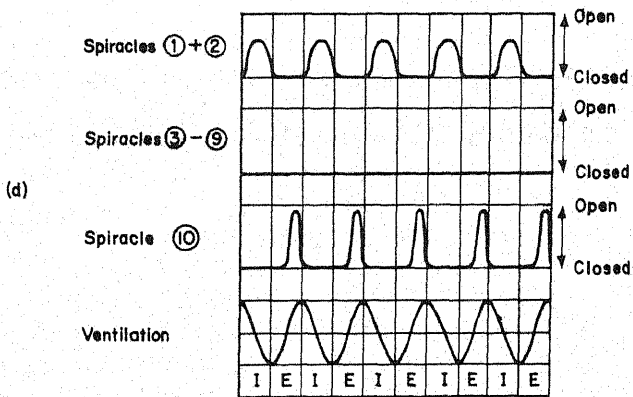 Open
Spiracles ①+②
Closed
Open
Spiracles ③-⑨
Closed
(d)
Open
Spiracle ⑩
Closed
Ventilation
I E I E I E I E I E